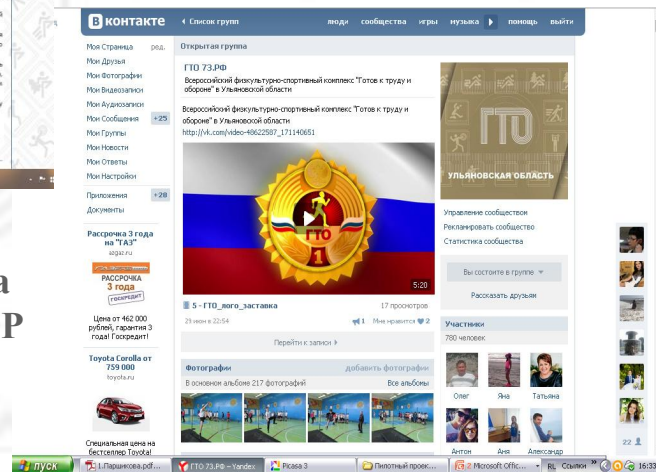 В контакте
Список групп
люди сообщества игры музыка помощь выйти
Моя Страница ред.
Мои Друзья
Мои Фотографии
Мои Видеозаписи
Мои Аудиозаписи
Мои Сообщения +25
Мои Группы
Мои Новости
Мои Ответы
Мои Настройки
Приложения +28
Документы
Рассрочка 3 года
на "ГАЗ"
azgaz.ru
РАССРОЧКА
3 года
ГОСКРЕДИТ
Цена от 462 000
рублей, гарантия 3
года! Госкредит!
Toyota Corolla от
759 000
toyota.ru
Специальная цена на
бестселлер Toyota!
Открытая группа
ГТО 73.РФ
Всероссийский физкультурно-спортивный комплекс "Готов к труду и
обороне" в Ульяновской области
Всероссийский физкультурно-спортивный комплекс "Готов к труду и
обороне" в Ульяновской области
http://vk.com/video-48622587_171140651
ГТО
1
5:20
5 - ГТО_лого_заставка 17 просмотров
29 июн в 22:54 1 Мне нравится 2
Перейти к записи
Фотографии добавить фотографии
В основном альбоме 217 фотографий Все альбомы
ГТО
УЛЬЯНОВСКАЯ ОБЛАСТЬ
Управление сообществом
Рекламировать сообщество
Статистика сообщества
Вы состоите в группе
Рассказать друзьям
Участники
780 человек
Олег Яна Татьяна
Антон Аня Александр
22
а
Р
пуск
1.Паршикова.pdf...
ГТО 73.РФ – Yandex
Picasa 3
Пилотный проек...
2 Microsoft Offic...
RL Ссылки » 16:33